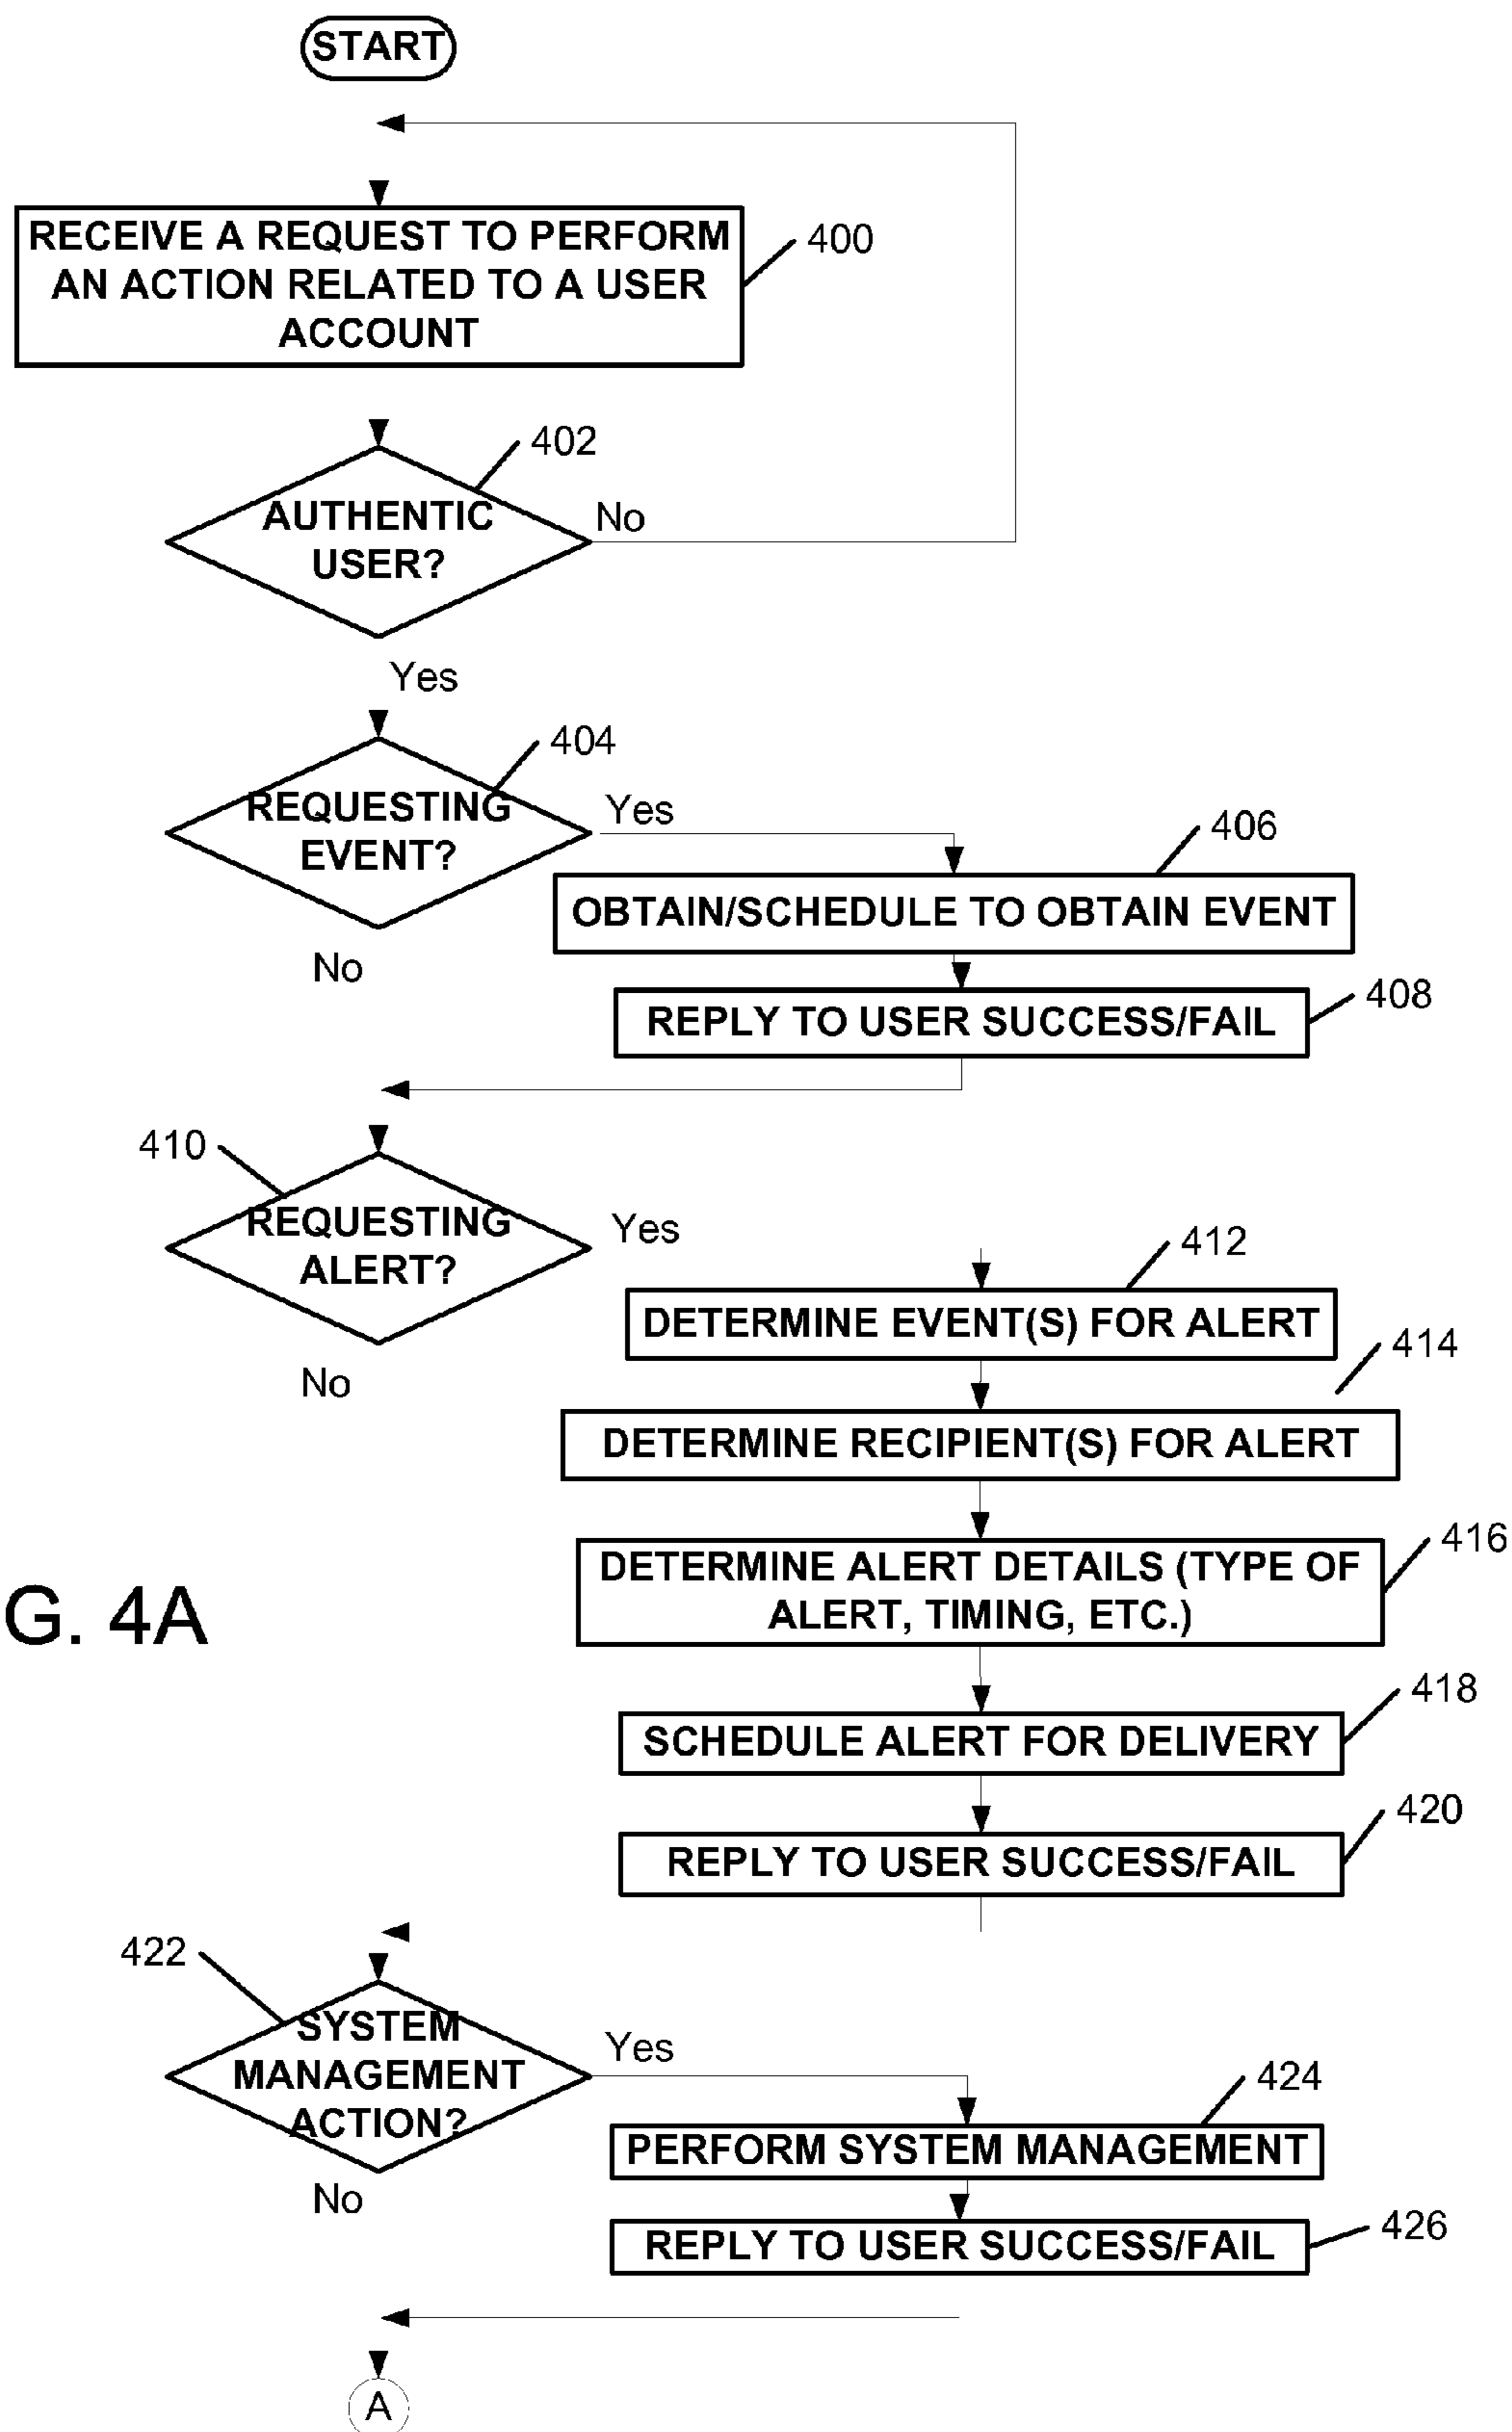 START
RECEIVE A REQUEST TO PERFORM
AN ACTION RELATED TO A USER
ACCOUNT
400
402
AUTHENTIC
USER?
No
Yes
404
REQUESTING
EVENT?
Yes
406
OBTAIN/SCHEDULE TO OBTAIN EVENT
No
408
REPLY TO USER SUCCESS/FAIL
410
REQUESTING
ALERT?
Yes
412
DETERMINE EVENT(S) FOR ALERT
No
414
DETERMINE RECIPIENT(S) FOR ALERT
416
DETERMINE ALERT DETAILS (TYPE OF
ALERT, TIMING, ETC.)
G. 4A
418
SCHEDULE ALERT FOR DELIVERY
420
REPLY TO USER SUCCESS/FAIL
422
SYSTEM
MANAGEMENT
ACTION?
Yes
424
PERFORM SYSTEM MANAGEMENT
No
426
REPLY TO USER SUCCESS/FAIL
A